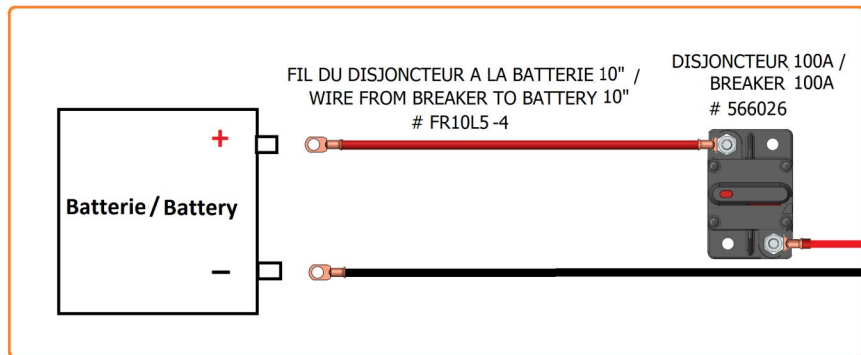 FIL DU DISJONCTEUR A LA BATTERIE 10" /
WIRE FROM BREAKER TO BATTERY 10"
# FR10L5-4
DISJONCTEUR 100A /
BREAKER 100A
# 566026
+
Batterie / Battery
−